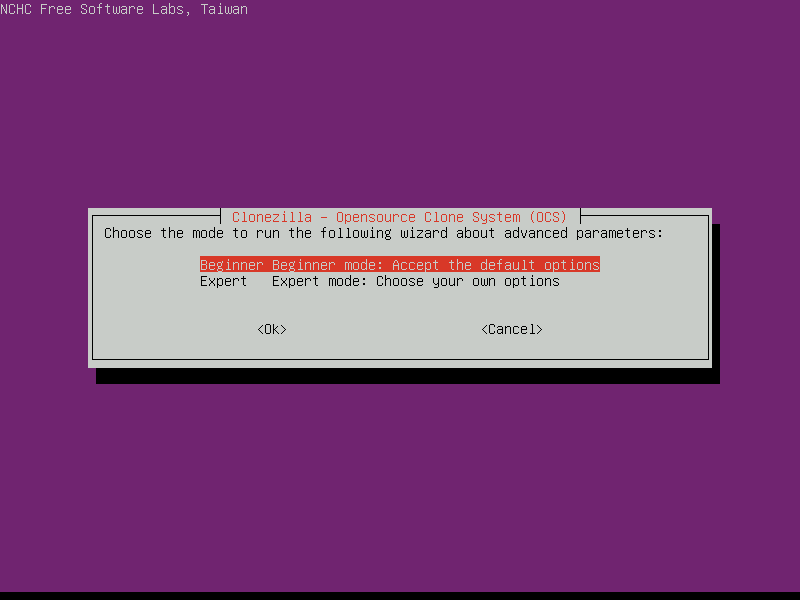 NCHC Free Software Labs, Taiwan
Clonezilla - Opensource Clone System (OCS)
Choose the mode to run the following wizard about advanced parameters:
Beginner Beginner mode: Accept the default options
Expert   Expert mode: Choose your own options
<Ok> <Cancel>